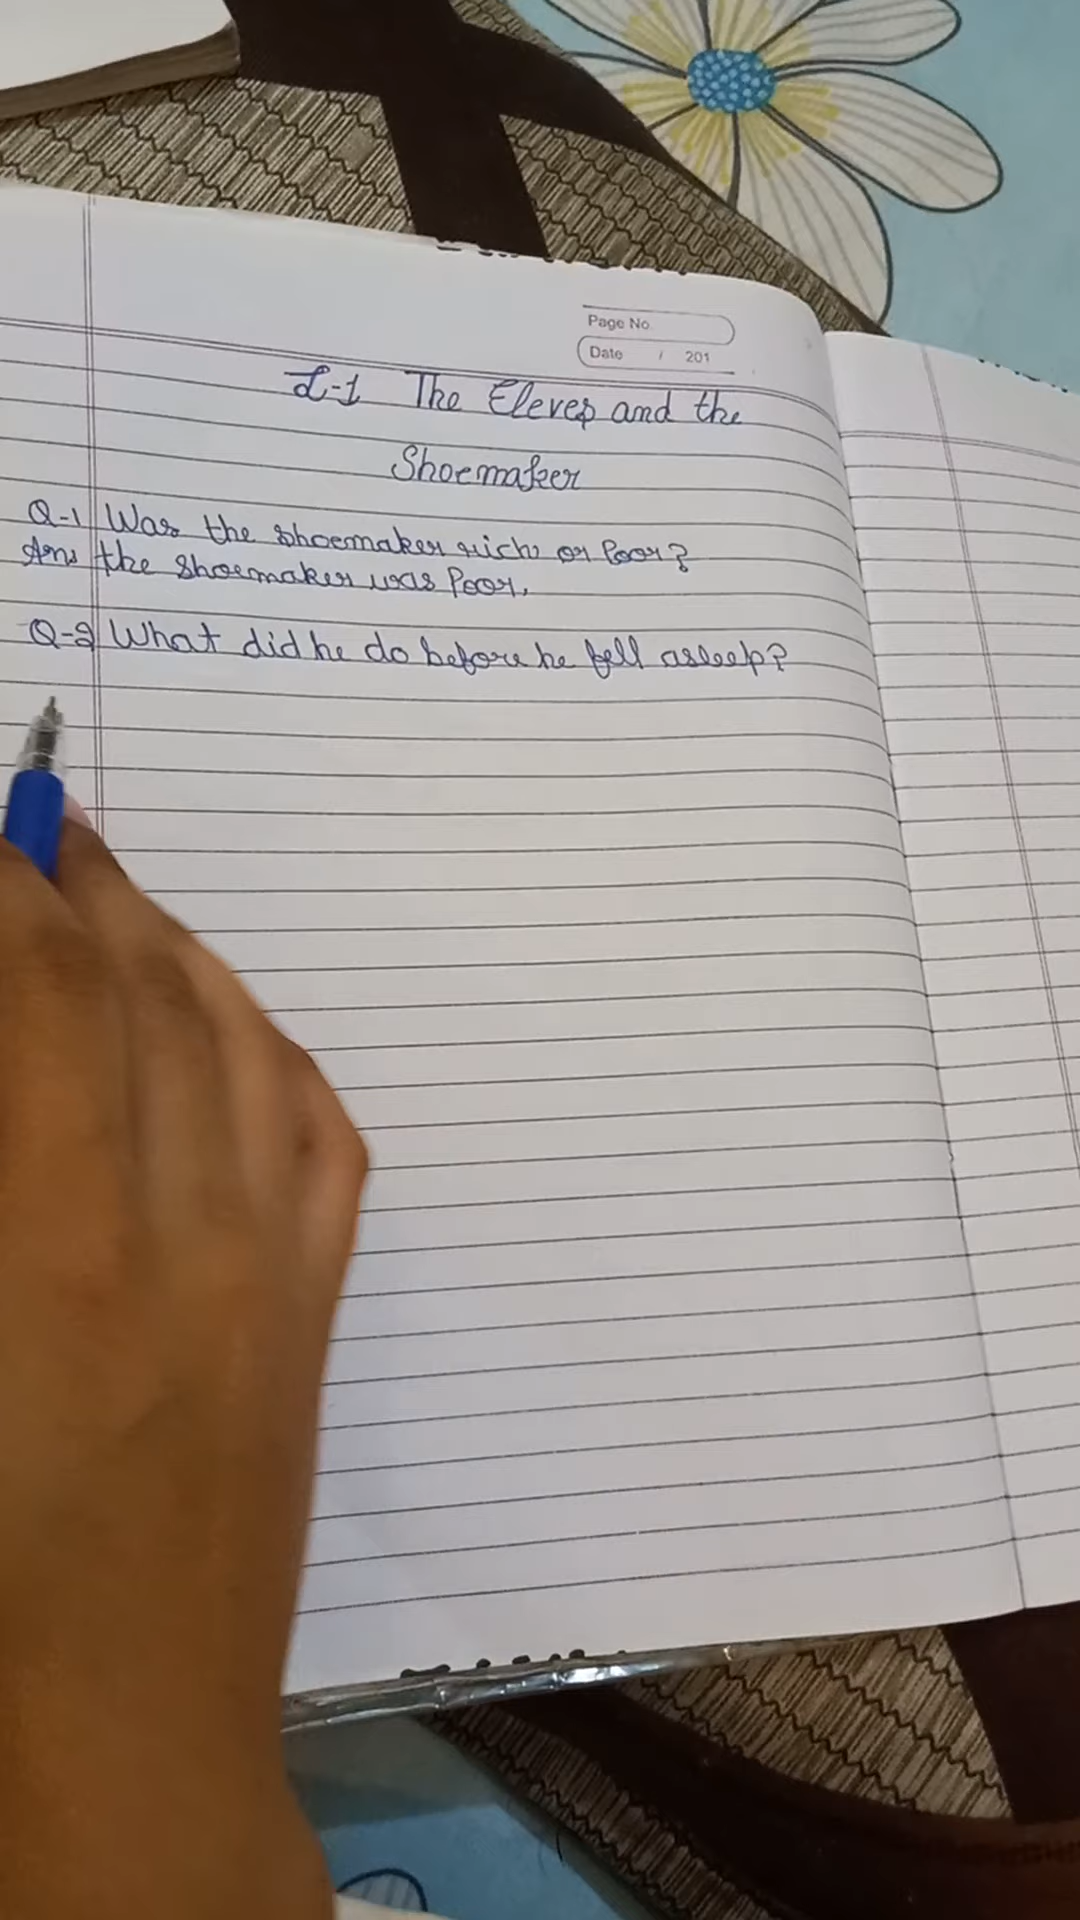 Page No.
Date / 201
L-1 The Eleves and the
Shoemaker
Q-1 Was the shoemaker rich or Poor?
Ans the shoemaker was Poor.
Q-2 What did he do before he fell asleep?